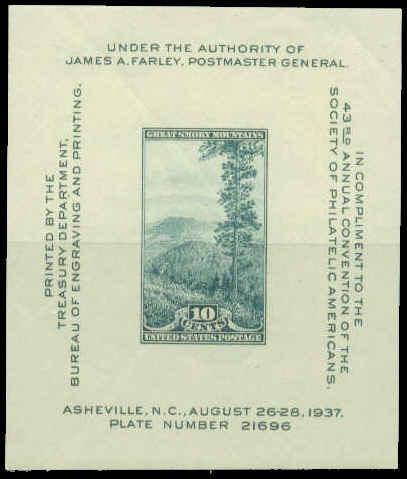 UNDER THE AUTHORITY OF
JAMES A. FARLEY, POSTMASTER GENERAL.
PRINTED BY THE
TREASURY DEPARTMENT,
BUREAU OF ENGRAVING AND PRINTING.
GREAT SMOKY MOUNTAINS
10
CENTS
UNITED STATES POSTAGE
IN COMPLIMENT TO THE
43RD ANNUAL CONVENTION OF THE
SOCIETY OF PHILATELIC AMERICANS.
ASHEVILLE, N.C., AUGUST 26-28, 1937.
PLATE NUMBER 21696